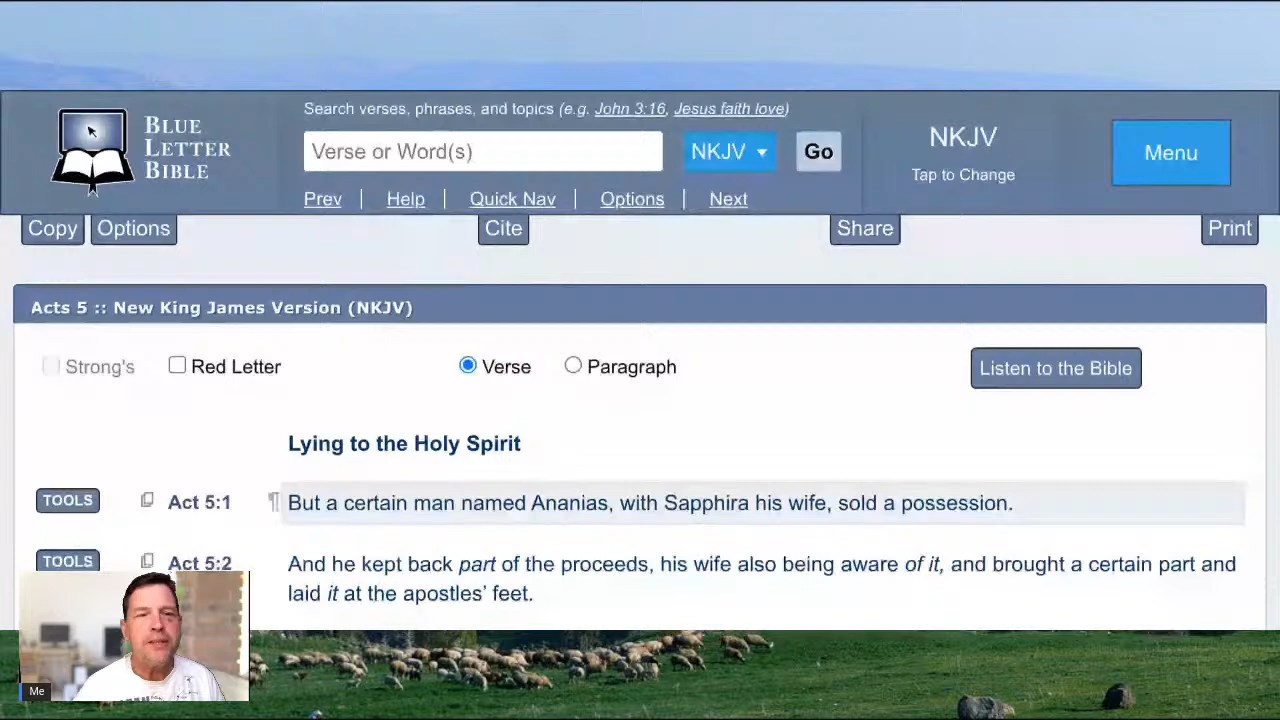 Search verses, phrases, and topics (e.g. John 3:16, Jesus faith love)
BLUE
LETTER
BIBLE
Verse or Word(s)
NKJV
Go
NKJV
Tap to Change
Menu
Prev
Help
Quick Nav
Options
Next
Copy
Options
Cite
Share
Print
Acts 5 :: New King James Version (NKJV)
Strong's
Red Letter
Verse
Paragraph
Listen to the Bible
Lying to the Holy Spirit
TOOLS
Act 5:1
¶ But a certain man named Ananias, with Sapphira his wife, sold a possession.
TOOLS
Act 5:2
And he kept back part of the proceeds, his wife also being aware of it, and brought a certain part and
laid it at the apostles’ feet.
Me